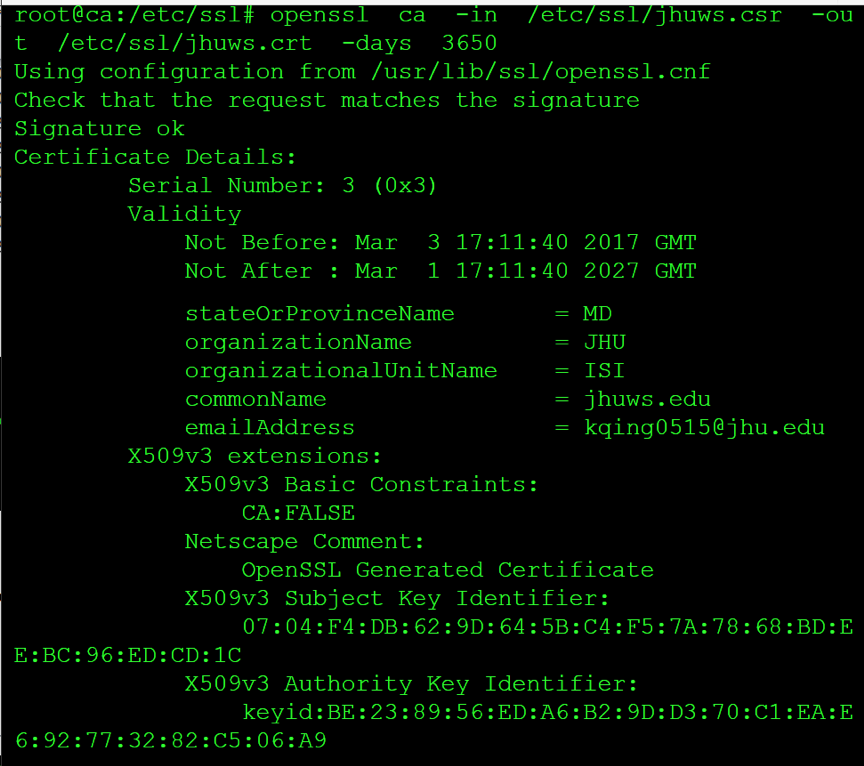 root@ca:/etc/ssl# openssl  ca  -in  /etc/ssl/jhuws.csr  -ou
t  /etc/ssl/jhuws.crt  -days  3650
Using configuration from /usr/lib/ssl/openssl.cnf
Check that the request matches the signature
Signature ok
Certificate Details:
        Serial Number: 3 (0x3)
        Validity
            Not Before: Mar  3 17:11:40 2017 GMT
            Not After : Mar  1 17:11:40 2027 GMT
            stateOrProvinceName       = MD
            organizationName          = JHU
            organizationalUnitName    = ISI
            commonName                = jhuws.edu
            emailAddress              = kqing0515@jhu.edu
        X509v3 extensions:
            X509v3 Basic Constraints:
                CA:FALSE
            Netscape Comment:
                OpenSSL Generated Certificate
            X509v3 Subject Key Identifier:
                07:04:F4:DB:62:9D:64:5B:C4:F5:7A:78:68:BD:E
E:BC:96:ED:CD:1C
            X509v3 Authority Key Identifier:
                keyid:BE:23:89:56:ED:A6:B2:9D:D3:70:C1:EA:E
6:92:77:32:82:C5:06:A9